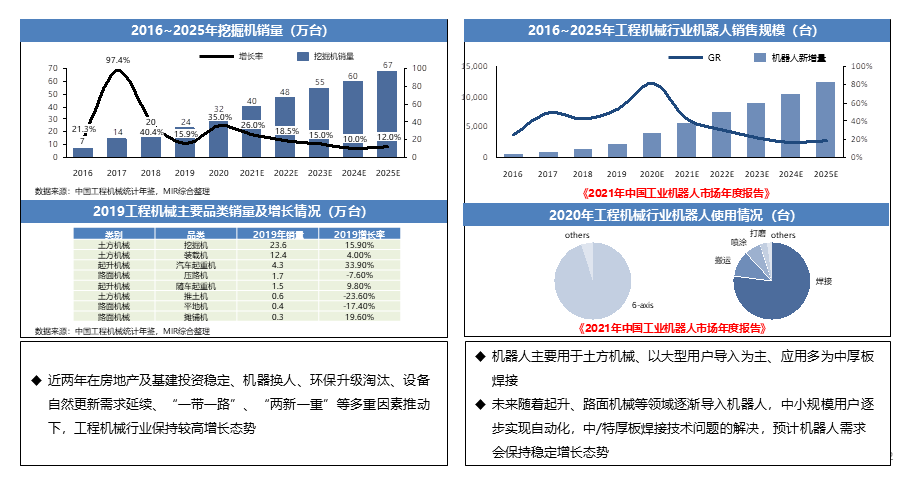 2016~2025年挖掘机销量（万台）
增长率 挖掘机销量
70 60 50 40 30 20 10 0
100 80 60 40 20 0
7 14 20 24 32 40 48 55 60 67
21.3% 97.4% 40.4% 15.9% 35.0% 26.0% 18.5% 15.0% 10.0% 12.0%
2016 2017 2018 2019 2020 2021E 2022E 2023E 2024E 2025E
数据来源：中国工程机械统计年鉴，MIR综合整理
2019工程机械主要品类销量及增长情况（万台）
类别 品类 2019年销量 2019增长率
土方机械 挖掘机 23.6 15.90%
土方机械 装载机 12.4 4.00%
起升机械 汽车起重机 4.3 33.90%
路面机械 压路机 1.7 -7.60%
起升机械 随车起重机 1.5 9.80%
土方机械 推土机 0.6 -23.60%
路面机械 平地机 0.4 -17.40%
路面机械 摊铺机 0.3 19.60%
数据来源：中国工程机械统计年鉴，MIR综合整理
◆ 近两年在房地产及基建投资稳定、机器换人、环保升级淘汰、设备
自然更新需求延续、“一带一路”、“两新一重”等多重因素推动
下，工程机械行业保持较高增长态势
2016~2025年工程机械行业机器人销售规模（台）
GR 机器人新增量
15,000 10,000 5,000 0
100% 80% 60% 40% 20% 0%
2016 2017 2018 2019 2020 2021E 2022E 2023E 2024E 2025E
《2021年中国工业机器人市场年度报告》
2020年工程机械行业机器人使用情况（台）
others
6-axis
打磨 others
喷涂
搬运
焊接
《2021年中国工业机器人市场年度报告》
◆ 机器人主要用于土方机械、以大型用户导入为主、应用多为中厚板
焊接
◆ 未来随着起升、路面机械等领域逐渐导入机器人，中小规模用户逐
步实现自动化，中/特厚板焊接技术问题的解决，预计机器人需求
会保持稳定增长态势